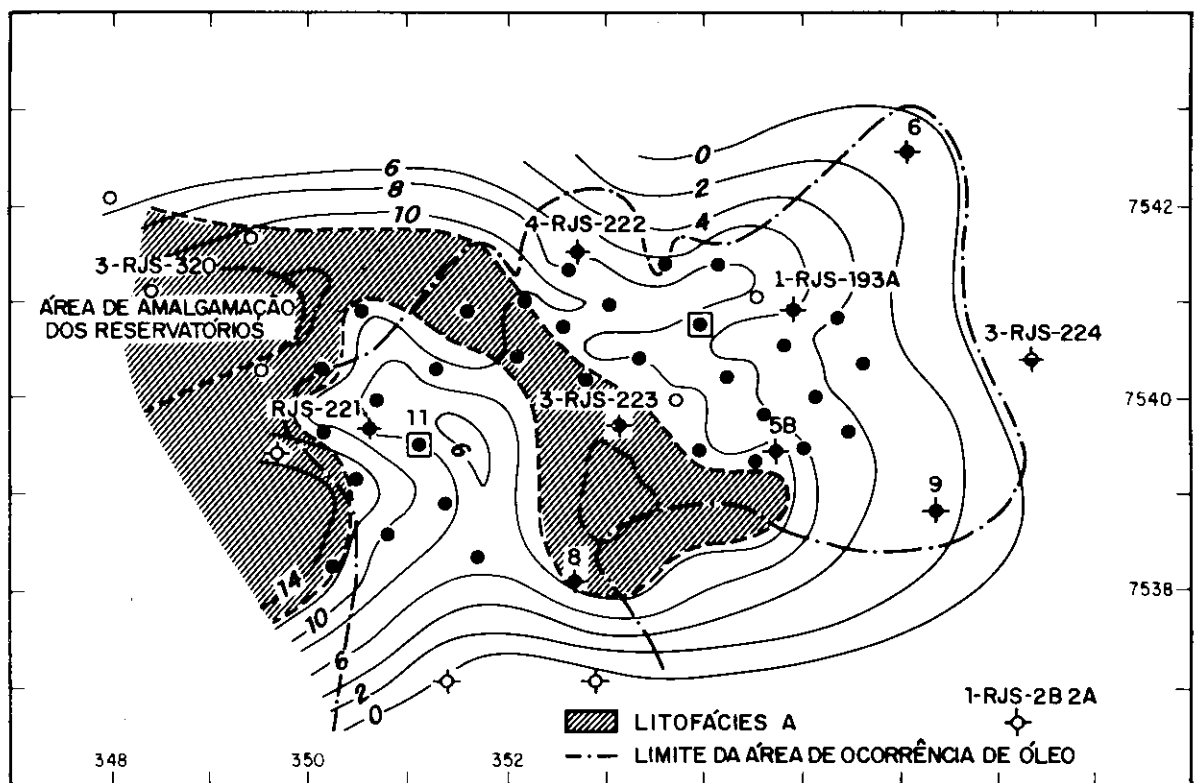 6
0
6
2
8
7542
10
4-RJS-222
4
3-RJS-320
1-RJS-193A
ÁREA DE AMALGAMAÇÃO
DOS RESERVATÓRIOS
3-RJS-224
3-RJS-223
7540
RJS-221
11
5B
6
9
8
14
7538
10
6
2
0
1-RJS-2B 2A
LITOFÁCIES A
LIMITE DA ÁREA DE OCORRÊNCIA DE ÓLEO
348
350
352